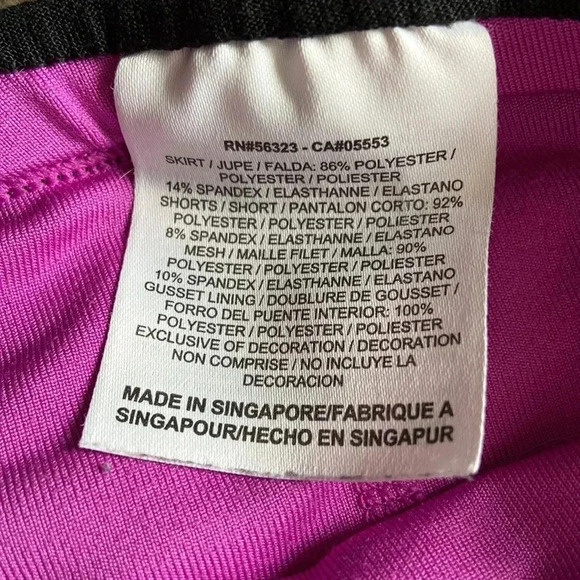 RN#56323 - CA#05553
SKIRT / JUPE / FALDA: 86% POLYESTER /
POLYESTER / POLIESTER
14% SPANDEX / ELASTHANNE / ELASTANO
SHORTS / SHORT / PANTALON CORTO: 92%
POLYESTER / POLYESTER / POLIESTER
8% SPANDEX / ELASTHANNE / ELASTANO
MESH / MAILLE FILET / MALLA: 90%
POLYESTER / POLYESTER / POLIESTER
10% SPANDEX / ELASTHANNE / ELASTANO
GUSSET LINING / DOUBLURE DE GOUSSET /
FORRO DEL PUENTE INTERIOR: 100%
POLYESTER / POLYESTER / POLIESTER
EXCLUSIVE OF DECORATION / DECORATION
NON COMPRISE / NO INCLUYE LA
DECORACION
MADE IN SINGAPORE/FABRIQUE A
SINGAPOUR/HECHO EN SINGAPUR